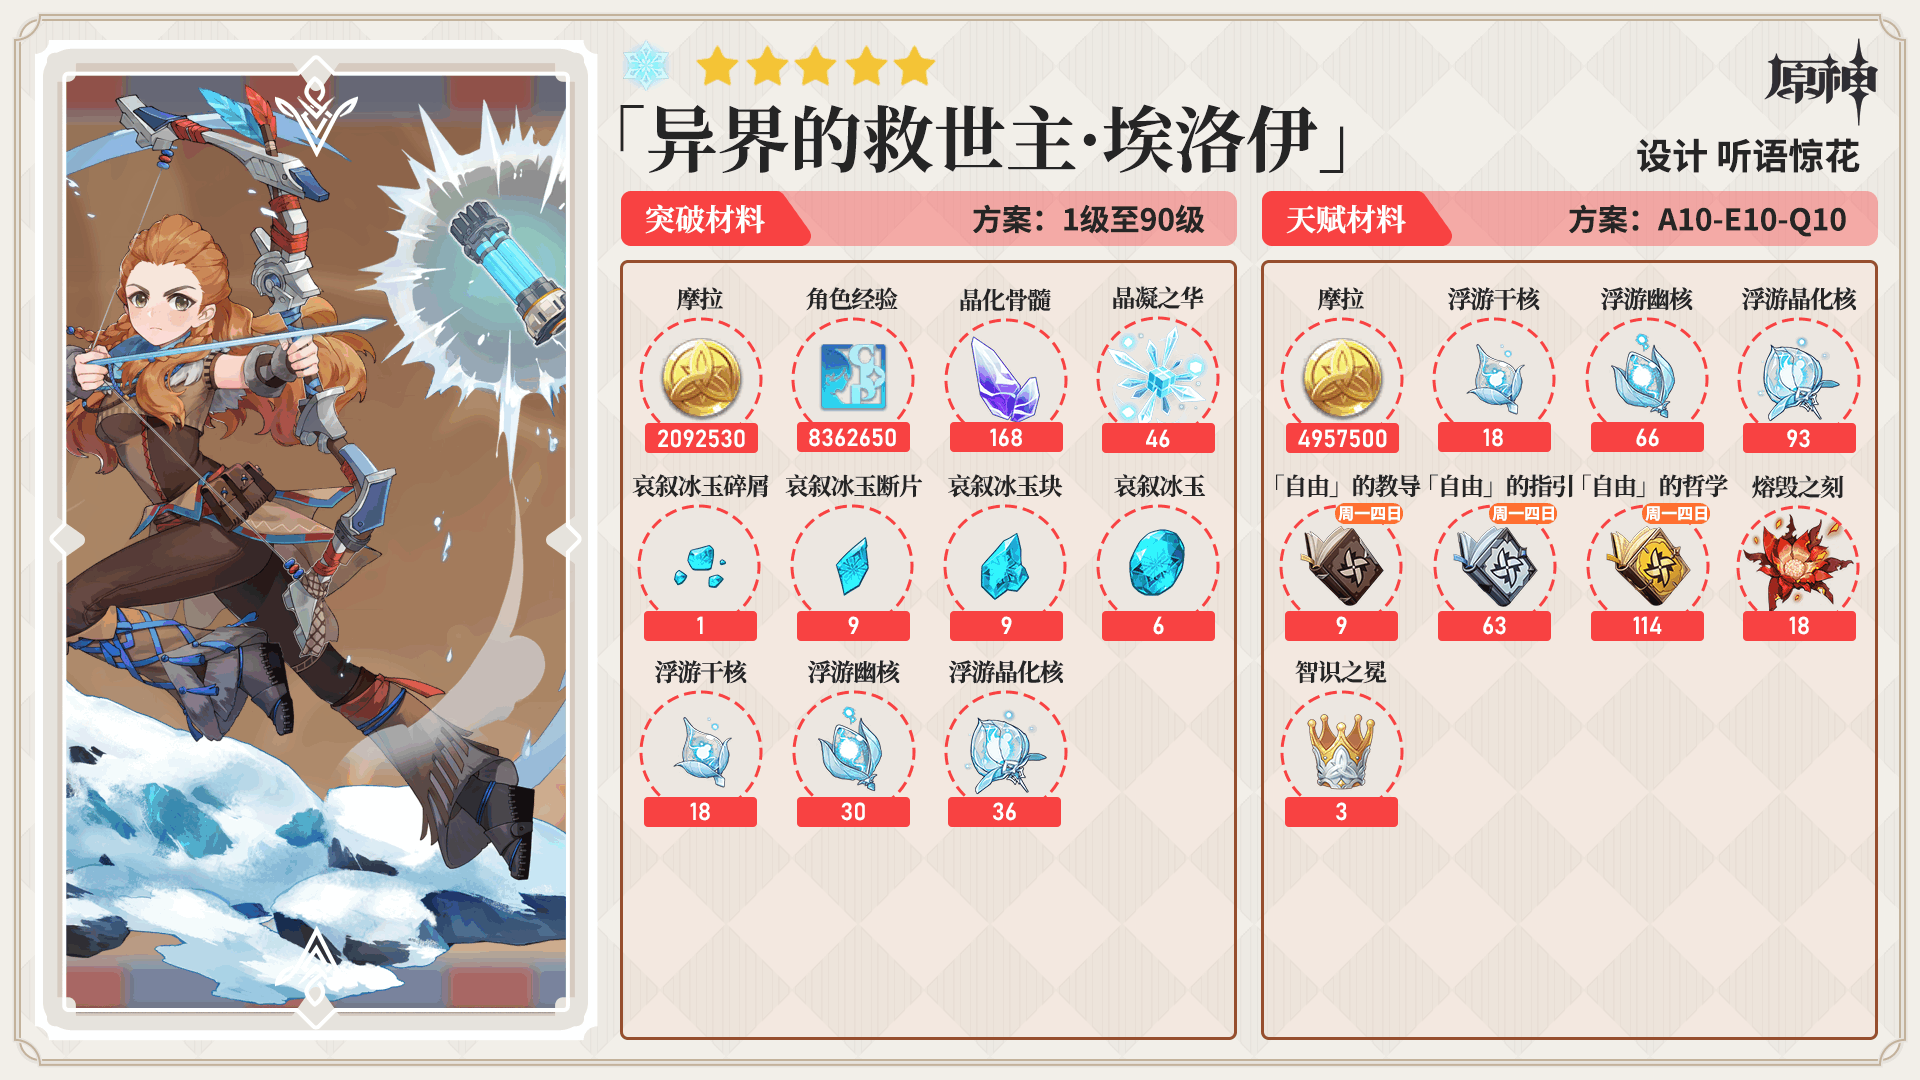 原神
「异界的救世主·埃洛伊」
设计 听语惊花
突破材料
方案：1级至90级
摩拉
角色经验
晶化骨髓
晶凝之华
2092530
8362650
168
46
哀叙冰玉碎屑
哀叙冰玉断片
哀叙冰玉块
哀叙冰玉
1
9
9
6
浮游干核
浮游幽核
浮游晶化核
18
30
36
天赋材料
方案：A10-E10-Q10
摩拉
浮游干核
浮游幽核
浮游晶化核
4957500
18
66
93
「自由」的教导
「自由」的指引
「自由」的哲学
熔毁之刻
周一四日
周一四日
周一四日
9
63
114
18
智识之冕
3